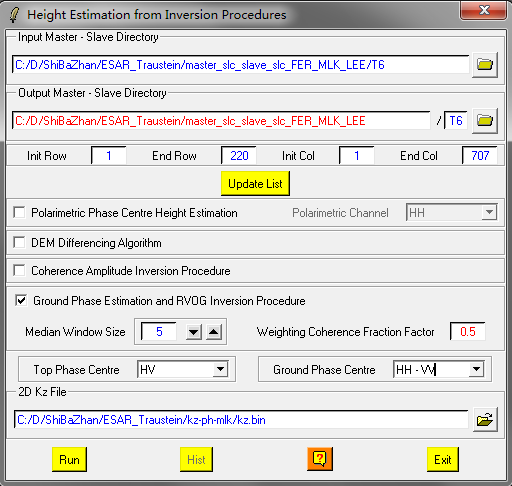 Height Estimation from Inversion Procedures
Input Master - Slave Directory
C:/D/ShiBaZhan/ESAR_Traustein/master_slc_slave_slc_FER_MLK_LEE/T6
Output Master - Slave Directory
C:/D/ShiBaZhan/ESAR_Traustein/master_slc_slave_slc_FER_MLK_LEE / T6
Init Row 1 End Row 220 Init Col 1 End Col 707
Update List
Polarimetric Phase Centre Height Estimation Polarimetric Channel HH
DEM Differencing Algorithm
Coherence Amplitude Inversion Procedure
Ground Phase Estimation and RVOG Inversion Procedure
Median Window Size 5 Weighting Coherence Fraction Factor 0.5
Top Phase Centre HV Ground Phase Centre HH - VV
2D Kz File
C:/D/ShiBaZhan/ESAR_Traustein/kz-ph-mlk/kz.bin
Run Hist ? Exit